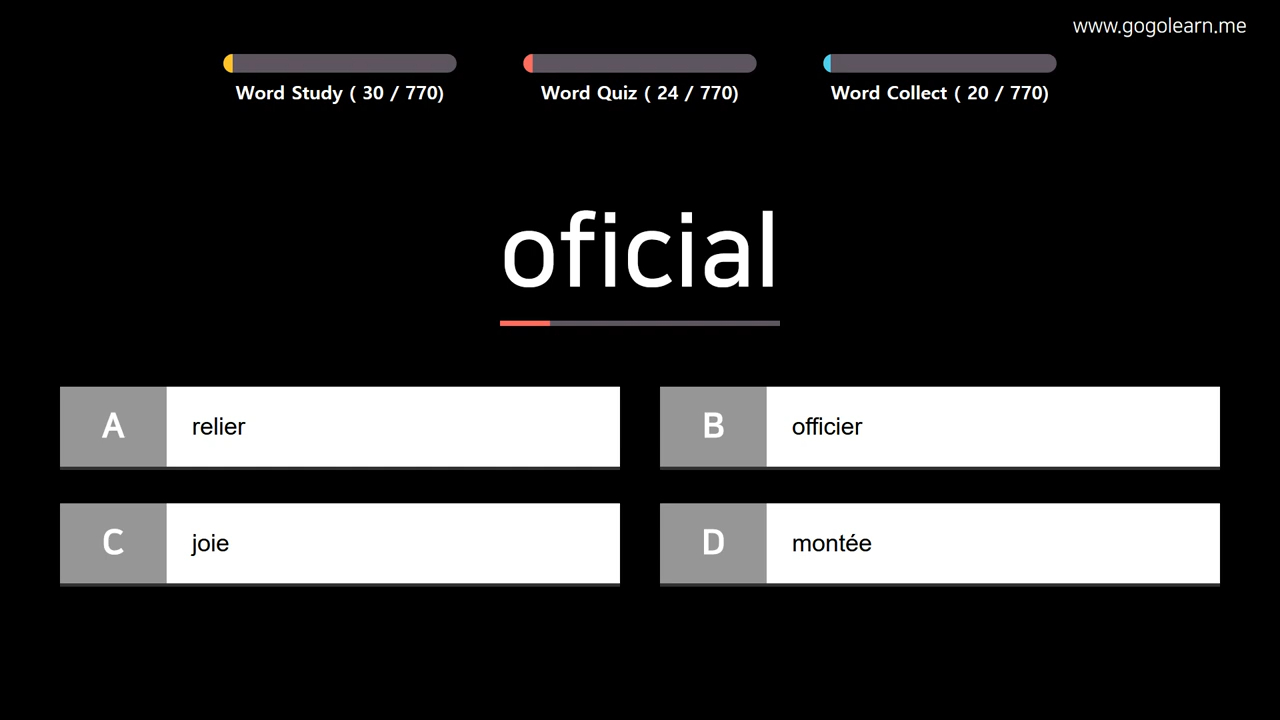 www.gogolearn.me
Word Study ( 30 / 770)
Word Quiz ( 24 / 770)
Word Collect ( 20 / 770)
oficial
A relier
B officier
C joie
D montée